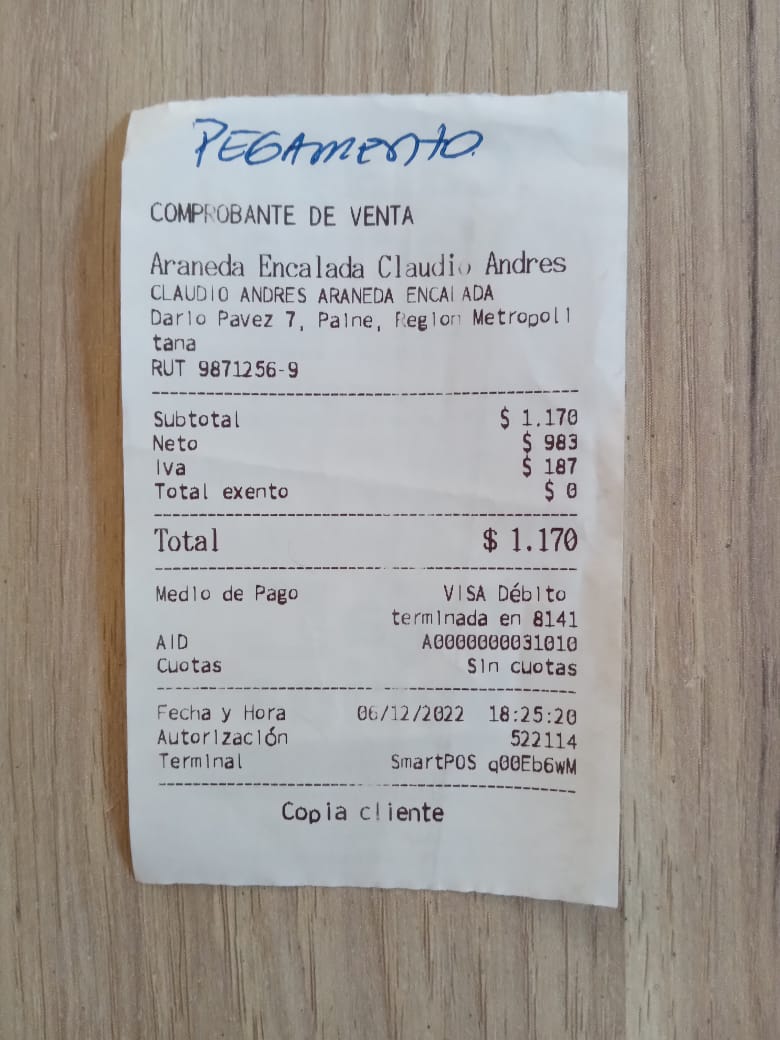 PEGAMENTO
COMPROBANTE DE VENTA
Araneda Encalada Claudio Andres
CLAUDIO ANDRES ARANEDA ENCALADA
Dario Pavez 7, Paine, Region Metropoli
tana
RUT 9871256-9
Subtotal $ 1.170
Neto $ 983
Iva $ 187
Total exento $ 0
Total $ 1.170
Medio de Pago VISA Débito
terminada en 8141
AID A0000000031010
Cuotas Sin cuotas
Fecha y Hora 06/12/2022 18:25:20
Autorización 522114
Terminal SmartPOS q00Eb6wM
Copia cliente